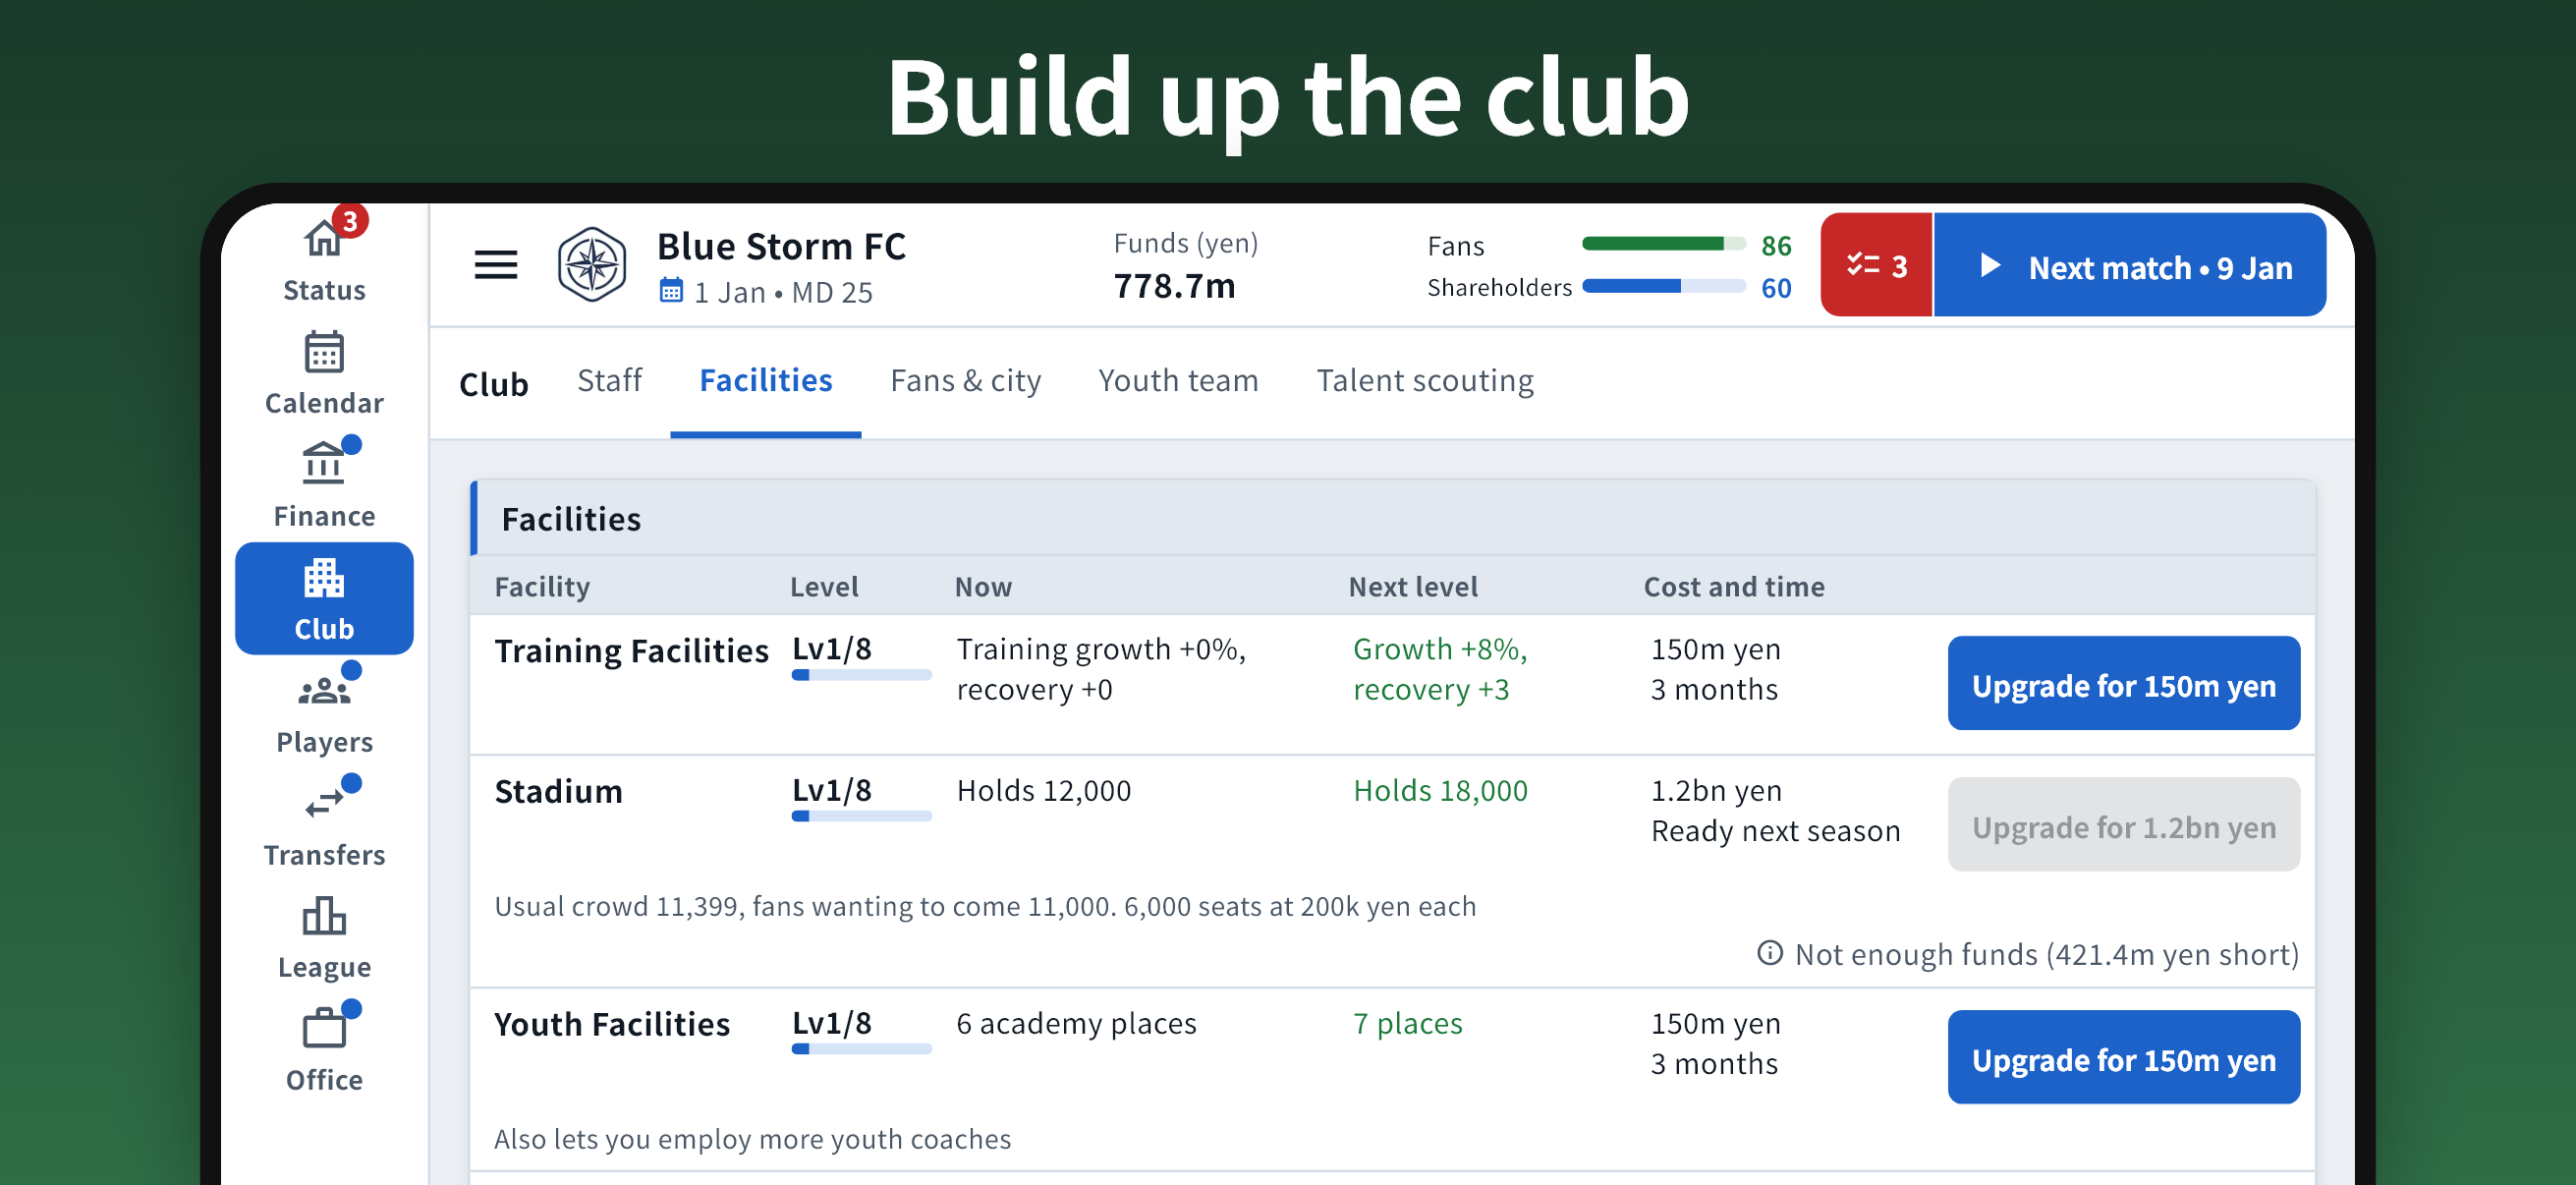 Build up the club
3
Status
Calendar
Finance
Club
Players
Transfers
League
Office
Blue Storm FC
1 Jan • MD 25
Funds (yen)
778.7m
Fans 86
Shareholders 60
3
Next match • 9 Jan
Club Staff Facilities Fans & city Youth team Talent scouting
Facilities
Facility Level Now Next level Cost and time
Training Facilities Lv1/8 Training growth +0%, Growth +8%, 150m yen
recovery +0 recovery +3 3 months
Upgrade for 150m yen
Stadium Lv1/8 Holds 12,000 Holds 18,000 1.2bn yen
Ready next season
Upgrade for 1.2bn yen
Usual crowd 11,399, fans wanting to come 11,000. 6,000 seats at 200k yen each
Not enough funds (421.4m yen short)
Youth Facilities Lv1/8 6 academy places 7 places 150m yen
3 months
Upgrade for 150m yen
Also lets you employ more youth coaches